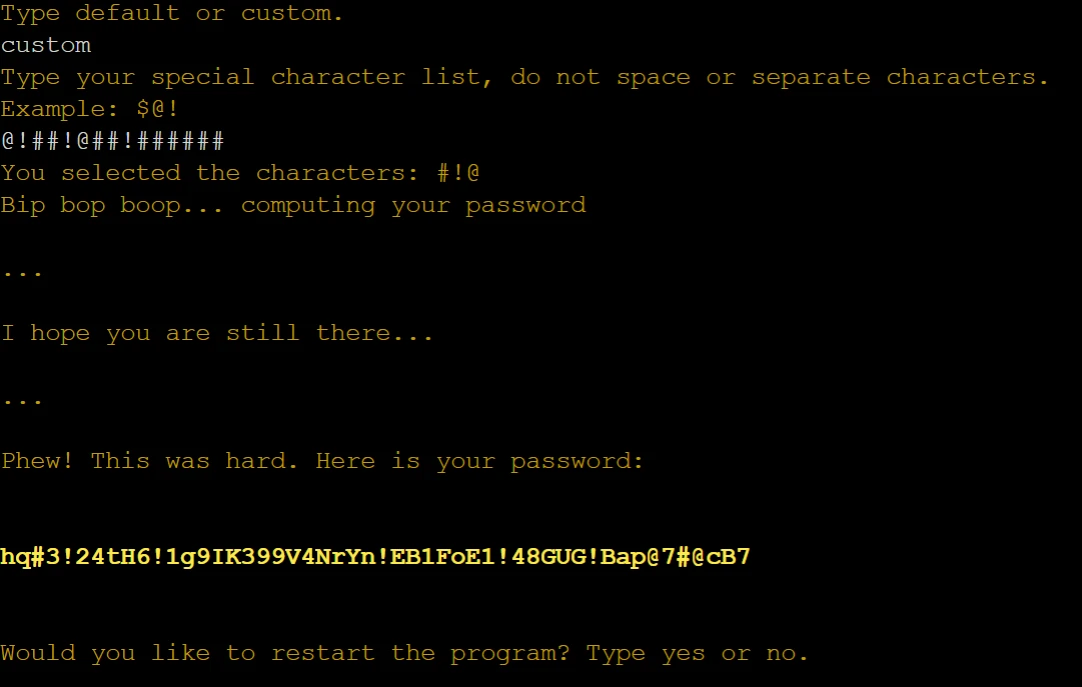 Type default or custom.
custom
Type your special character list, do not space or separate characters.
Example: $@!
@!##!@##!######
You selected the characters: #!@
Bip bop boop... computing your password
...
I hope you are still there...
...
Phew! This was hard. Here is your password:
hq#3!24tH6!1g9IK399V4NrYn!EB1FoE1!48GUG!Bap@7#@cB7
Would you like to restart the program? Type yes or no.